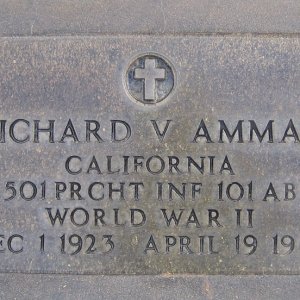 ICHARD V AMMA
CALIFORNIA
501 PRCHT INF 101 AB
WORLD WAR II
EC 1 1923 APRIL 19 19